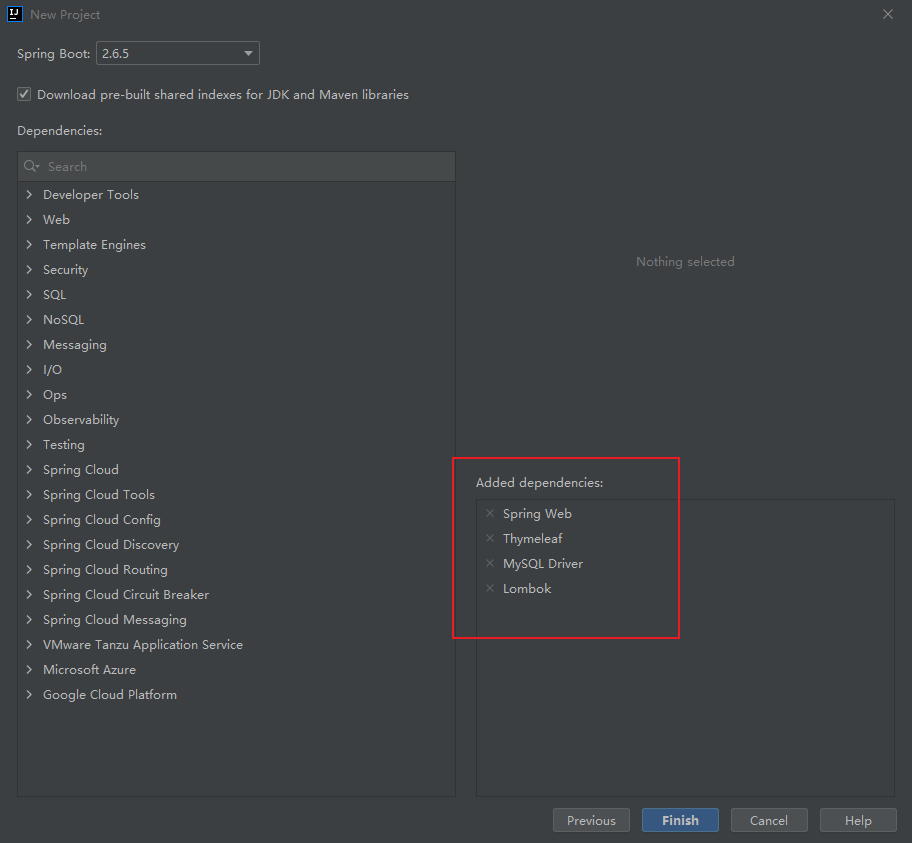 New Project
Spring Boot: 2.6.5
Download pre-built shared indexes for JDK and Maven libraries
Dependencies:
Search
Developer Tools
Web
Template Engines
Security
SQL
NoSQL
Messaging
I/O
Ops
Observability
Testing
Spring Cloud
Spring Cloud Tools
Spring Cloud Config
Spring Cloud Discovery
Spring Cloud Routing
Spring Cloud Circuit Breaker
Spring Cloud Messaging
VMware Tanzu Application Service
Microsoft Azure
Google Cloud Platform
Nothing selected
Added dependencies:
Spring Web
Thymeleaf
MySQL Driver
Lombok
Previous Finish Cancel Help